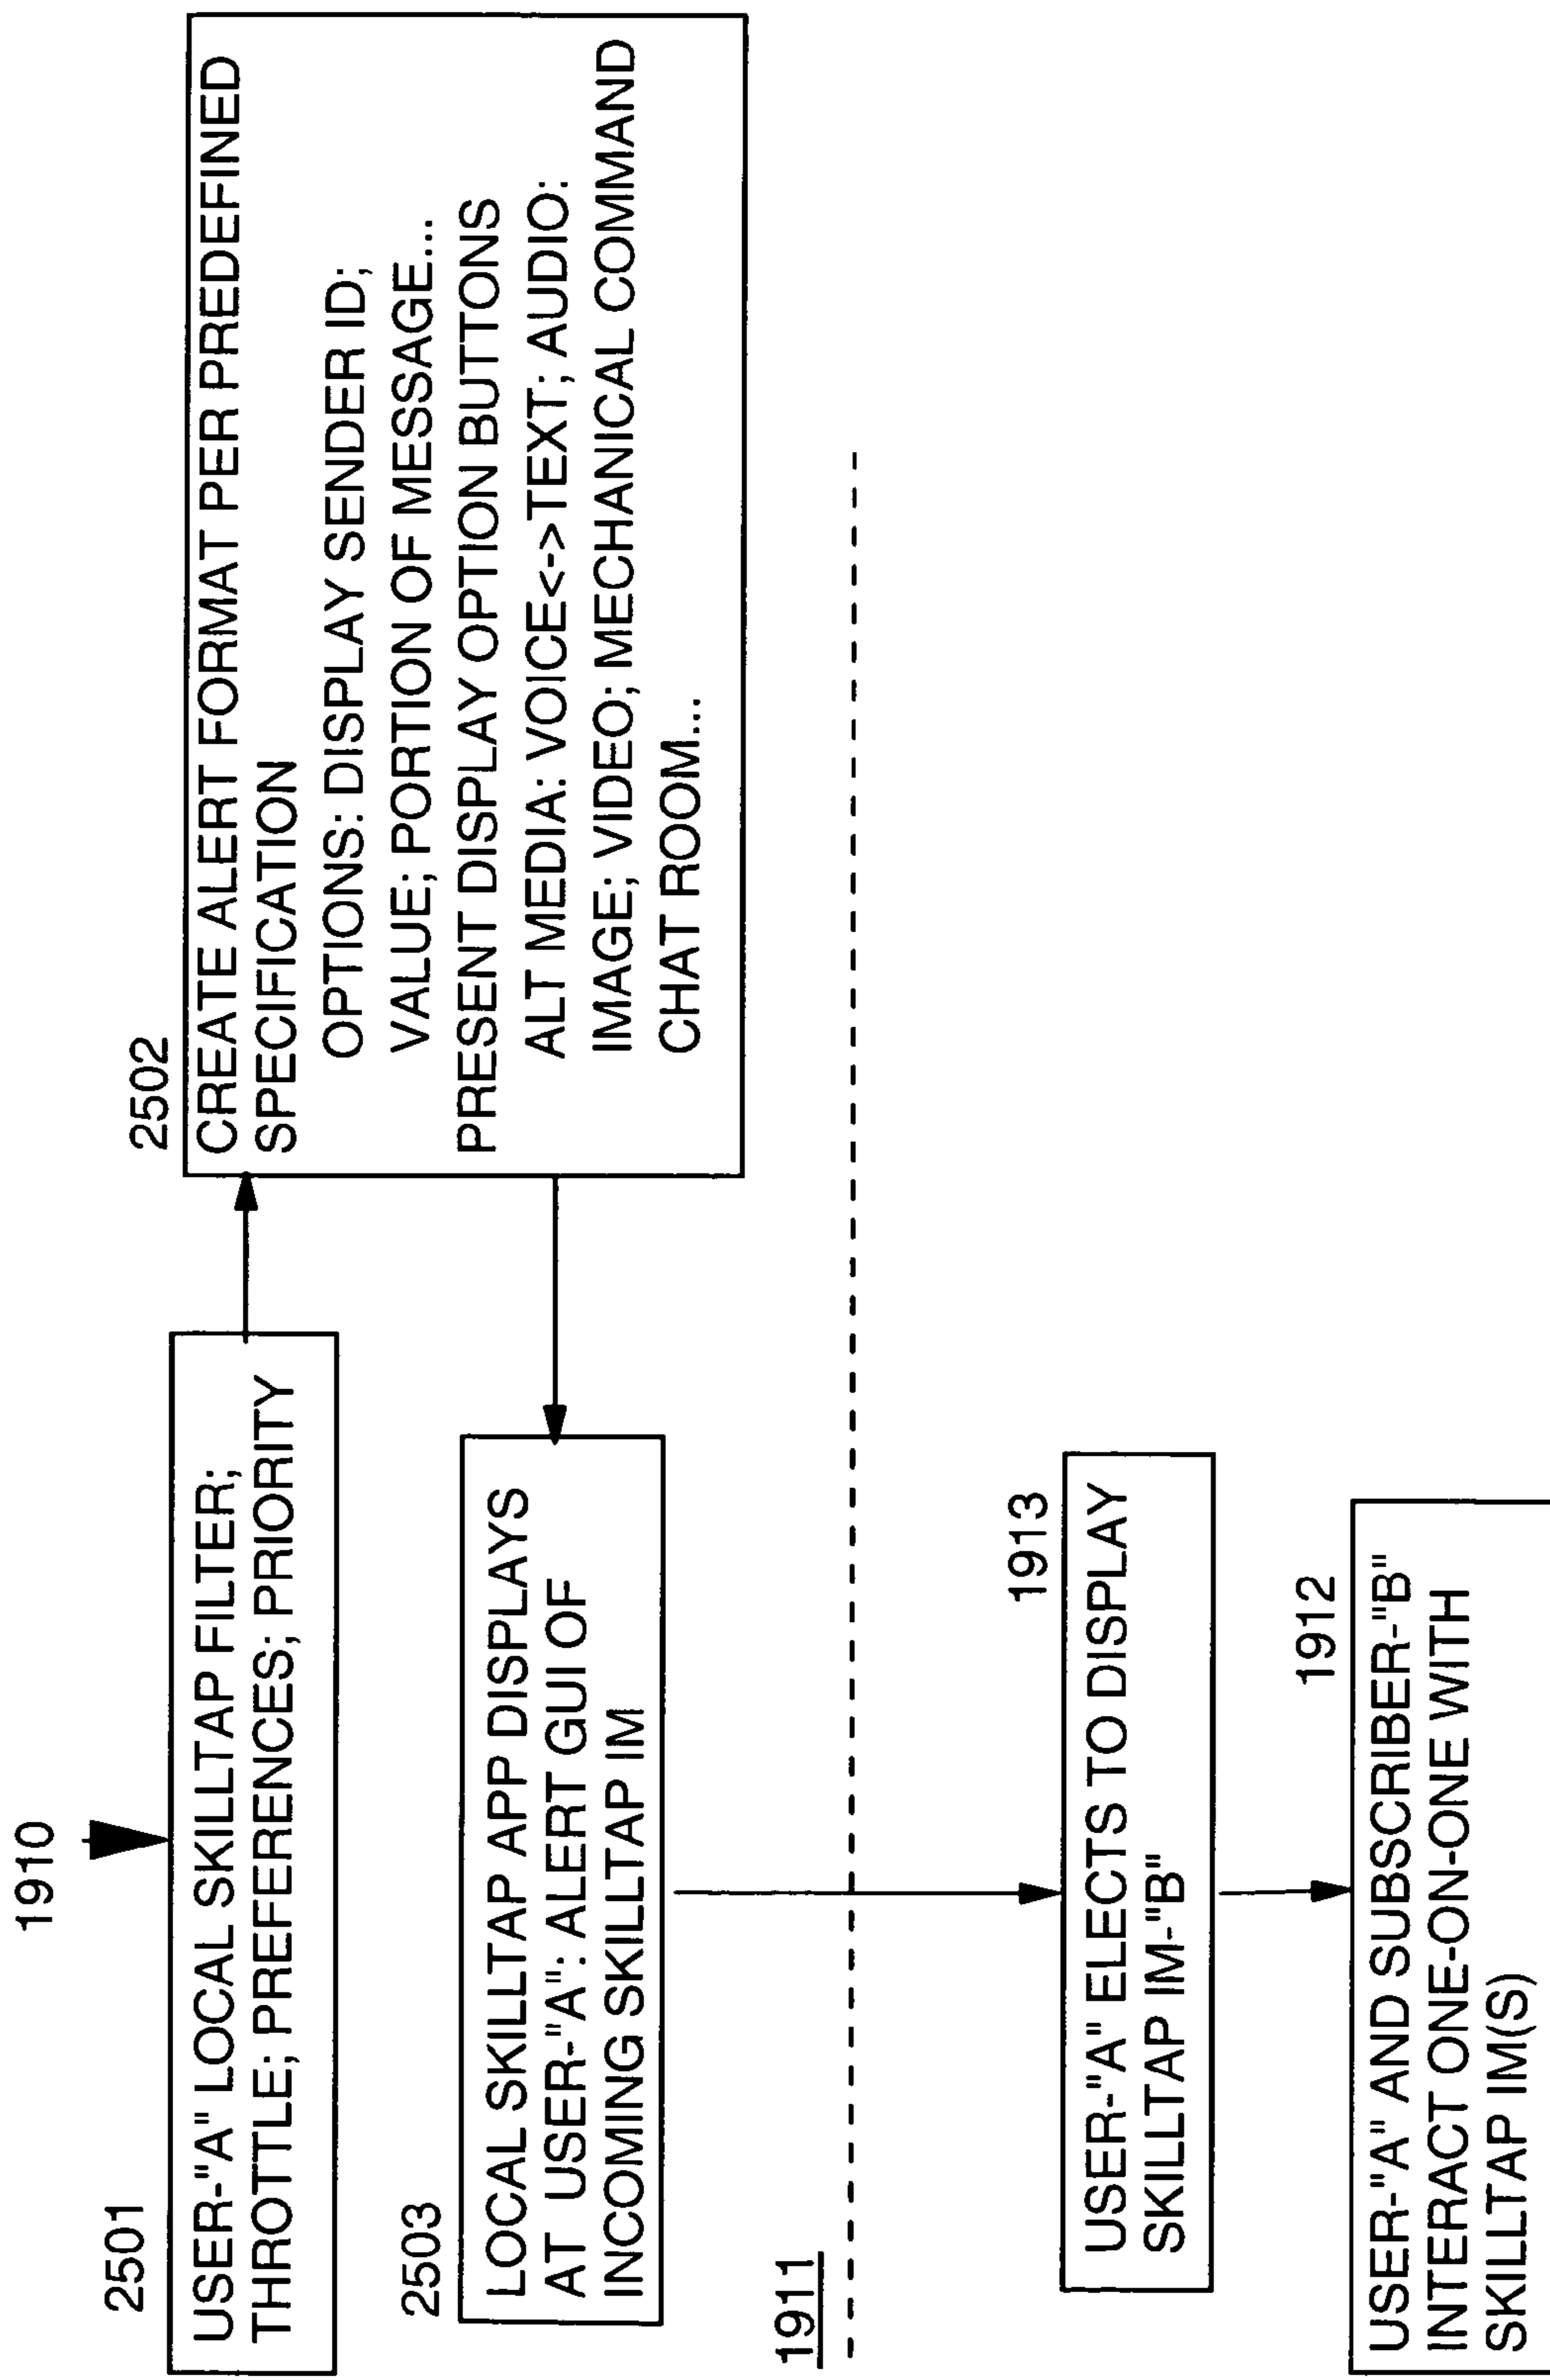 1910
2501
USER-"A" LOCAL SKILLTAP FILTER;
THROTTLE; PREFERENCES; PRIORITY
2502
CREATE ALERT FORMAT PER PREDEFINED
SPECIFICATION
OPTIONS: DISPLAY SENDER ID;
VALUE; PORTION OF MESSAGE...
PRESENT DISPLAY OPTION BUTTONS
ALT MEDIA: VOICE<->TEXT; AUDIO:
IMAGE; VIDEO; MECHANICAL COMMAND
CHAT ROOM...
2503
LOCAL SKILLTAP APP DISPLAYS
AT USER-"A": ALERT GUI OF
INCOMING SKILLTAP IM
1911
1913
USER-"A" ELECTS TO DISPLAY
SKILLTAP IM-"B"
1912
USER-"A" AND SUBSCRIBER-"B"
INTERACT ONE-ON-ONE WITH
SKILLTAP IM(S)